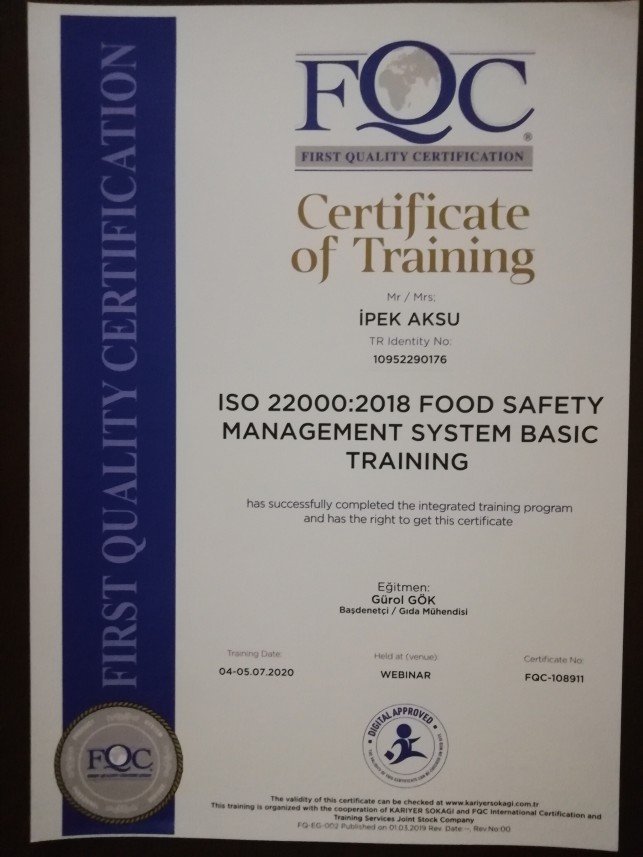 FIRST QUALITY CERTIFICATION
FQC®
FIRST QUALITY CERTIFICATION
Certificate
of Training
Mr / Mrs:
İPEK AKSU
TR Identity No:
10952290176
ISO 22000:2018 FOOD SAFETY
MANAGEMENT SYSTEM BASIC
TRAINING
has successfully completed the integrated training program
and has the right to get this certificate
Eğitmen:
Gürol GÖK
Başdenetçi / Gıda Mühendisi
Training Date:
04-05.07.2020
Held at (venue)
WEBINAR
Certificate No:
FQC-108911
FQC
DIGITAL APPROVED
The validity of this certificate can be checked at www.kariyersokagi.com.tr
This training is organized with the cooperation of KARIYER SOKAGI and FQC International Certification and
Training Services Joint Stock Company
FQ-EG-002 Published on 01.03.2019 Rev. Date:--, Rev.No:00